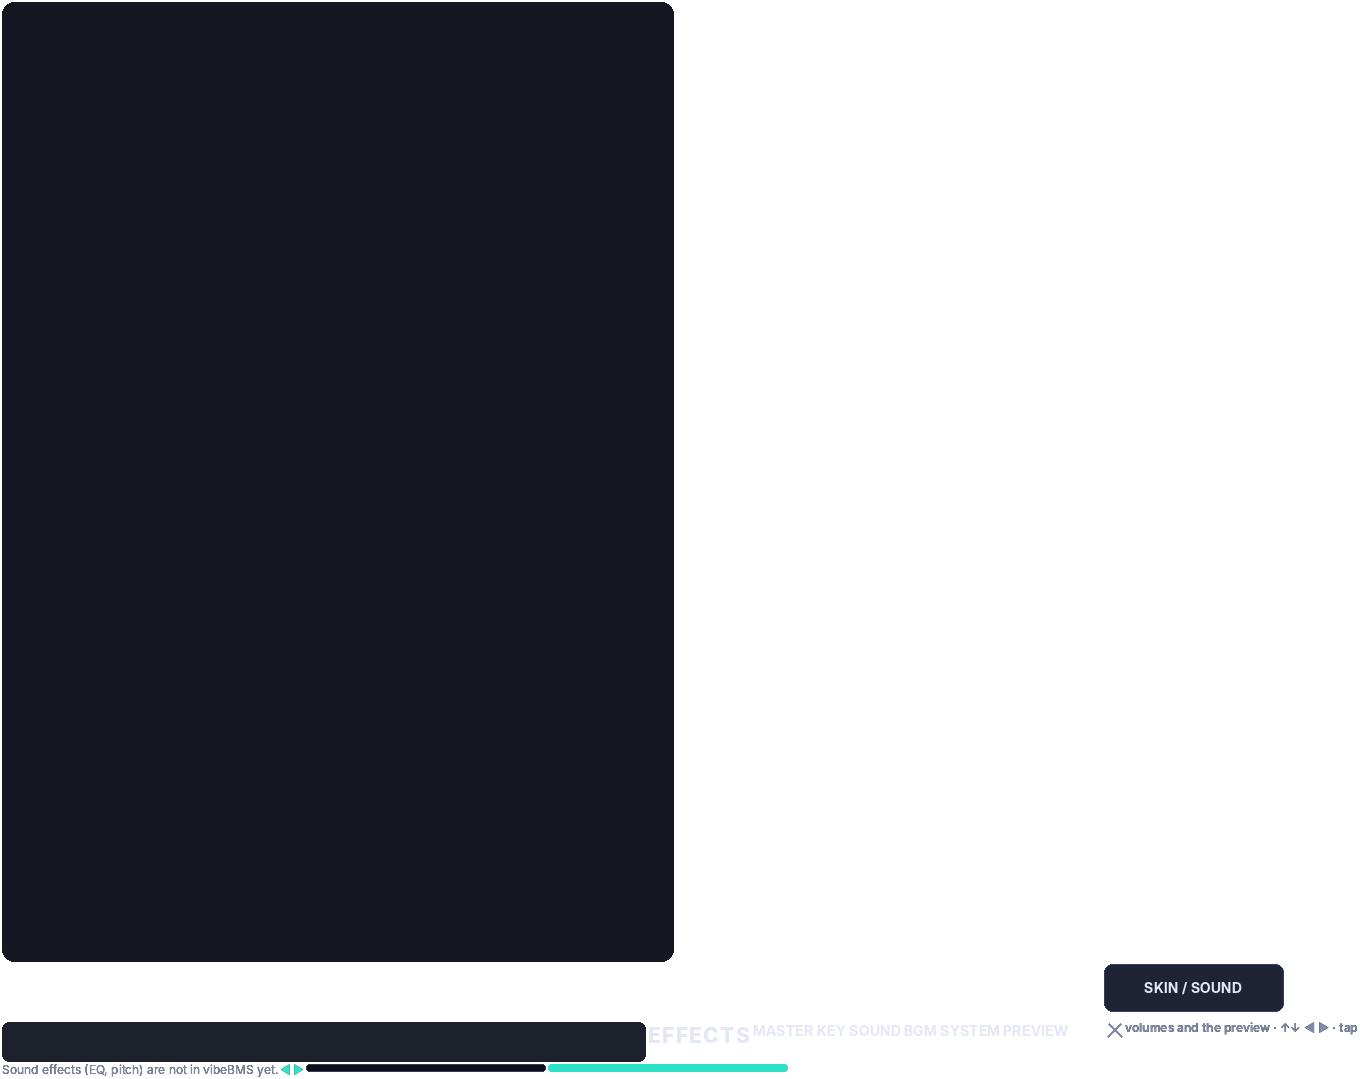 SKIN / SOUND
EFFECTS
MASTER KEY SOUND BGM SYSTEM PREVIEW
volumes and the preview · ↑↓ ◀ ▶ · tap
Sound effects (EQ, pitch) are not in vibeBMS yet.